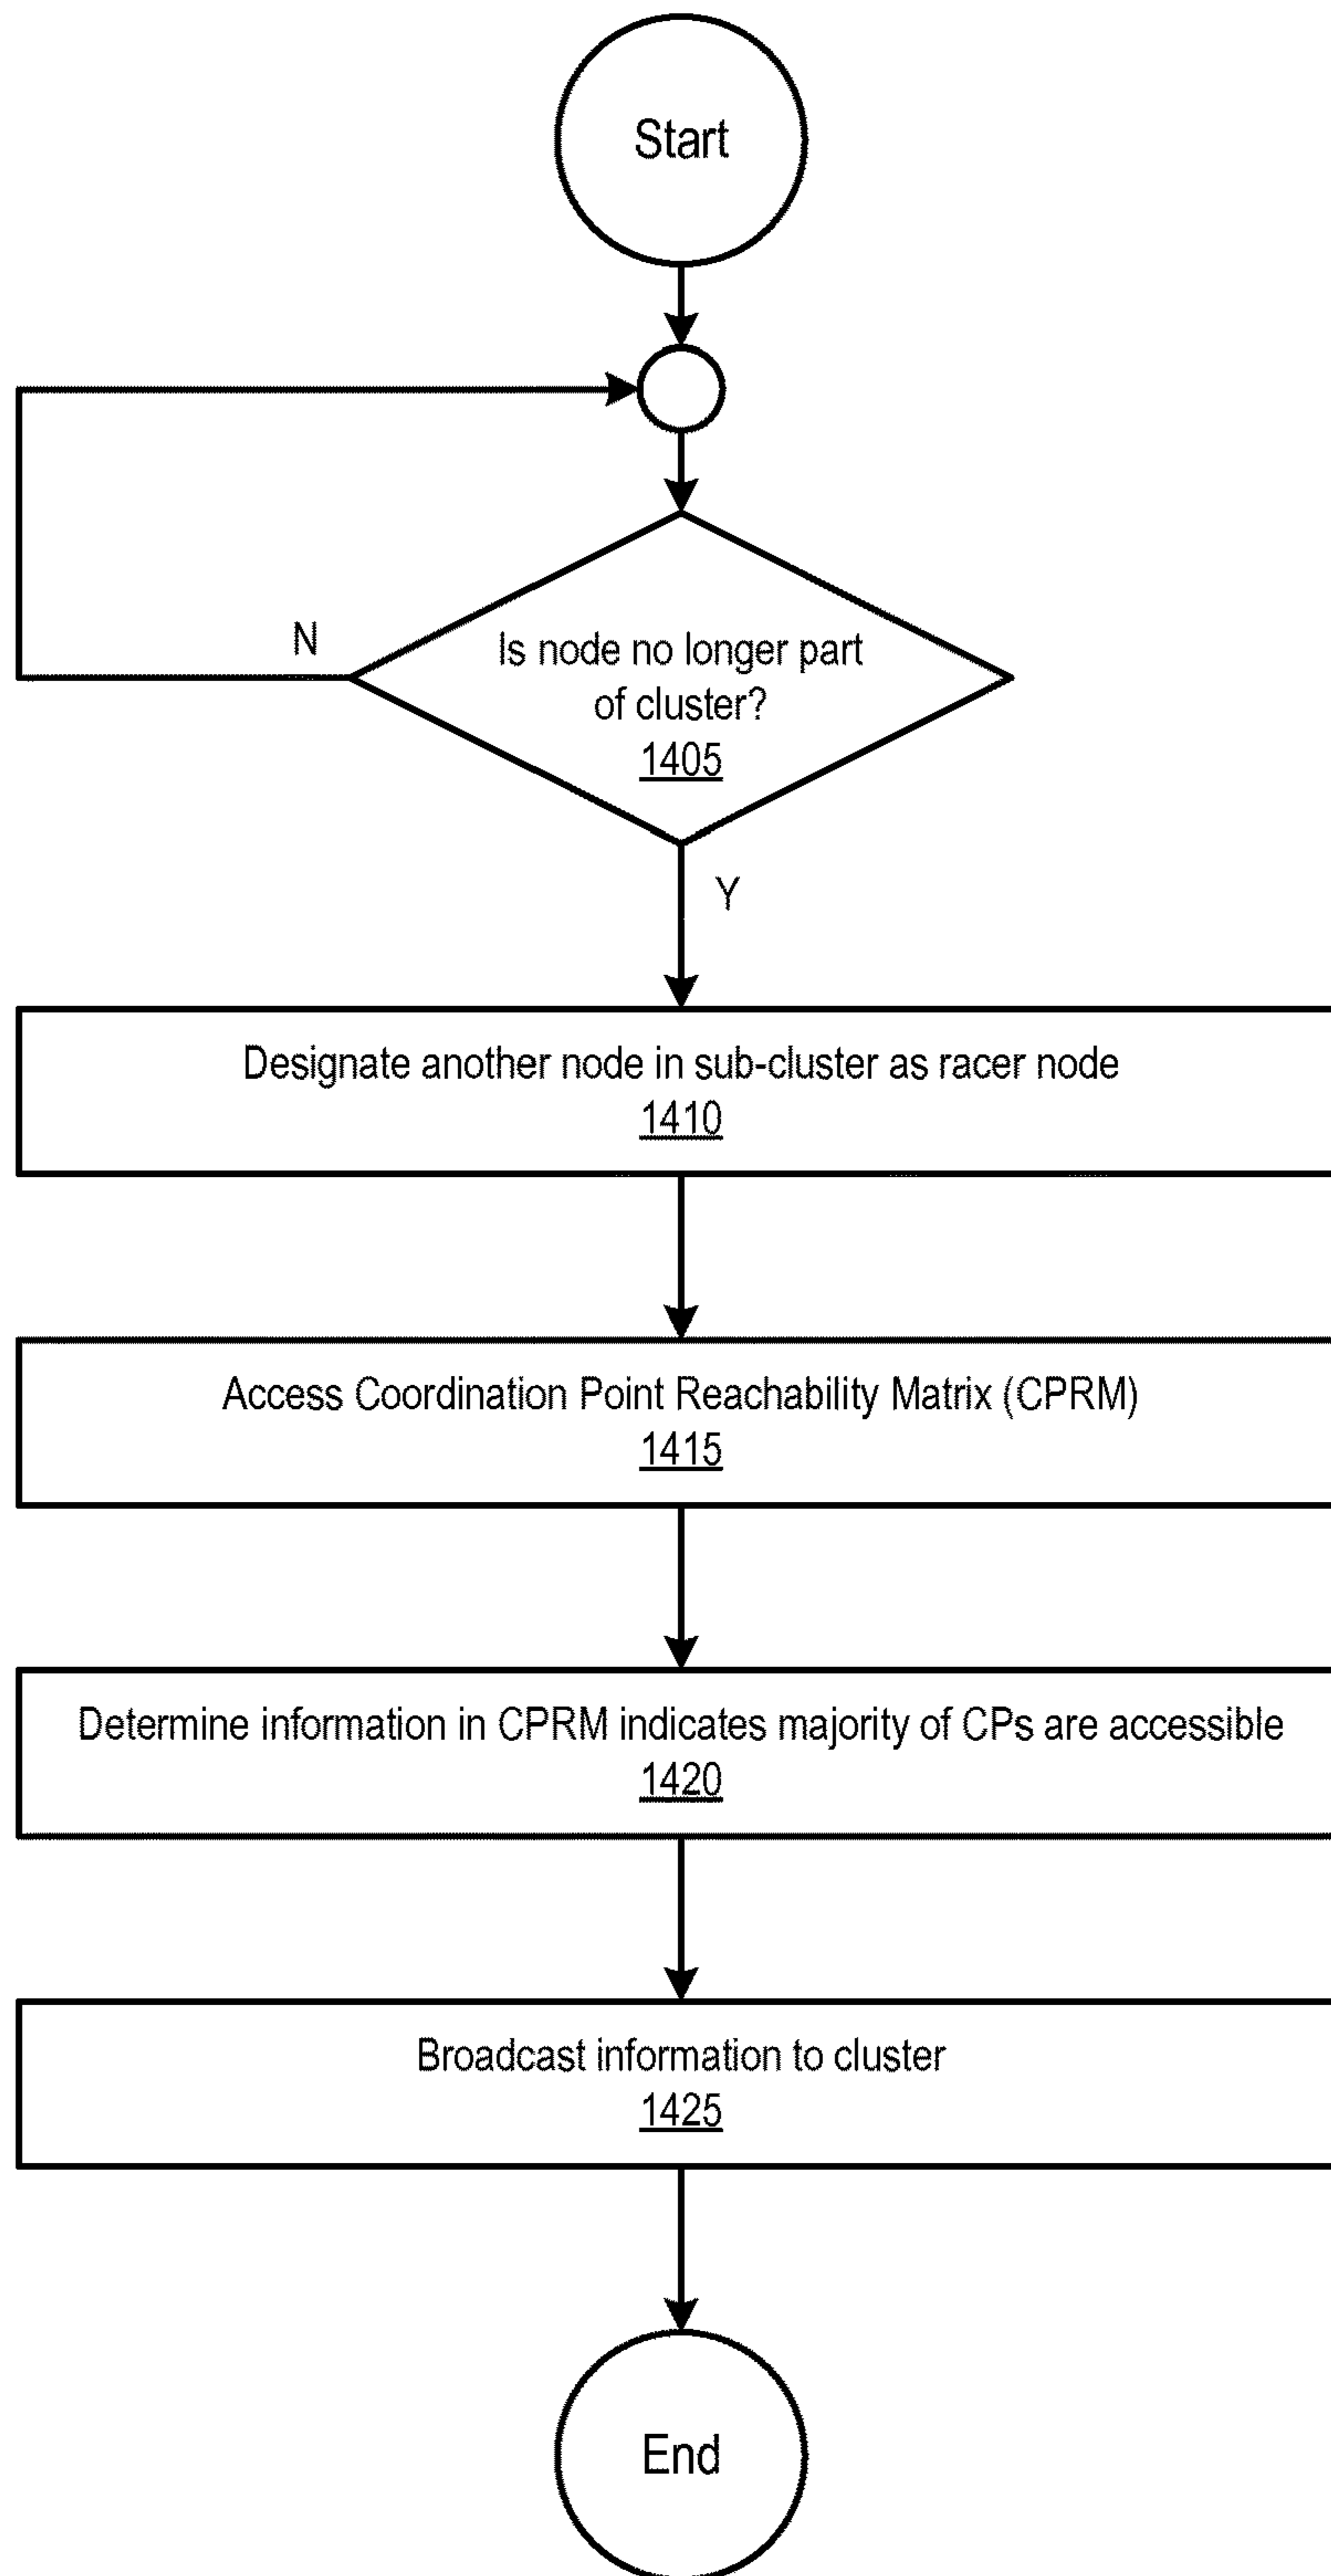 Start
N
Is node no longer part
of cluster?
1405
Y
Designate another node in sub-cluster as racer node
1410
Access Coordination Point Reachability Matrix (CPRM)
1415
Determine information in CPRM indicates majority of CPs are accessible
1420
Broadcast information to cluster
1425
End